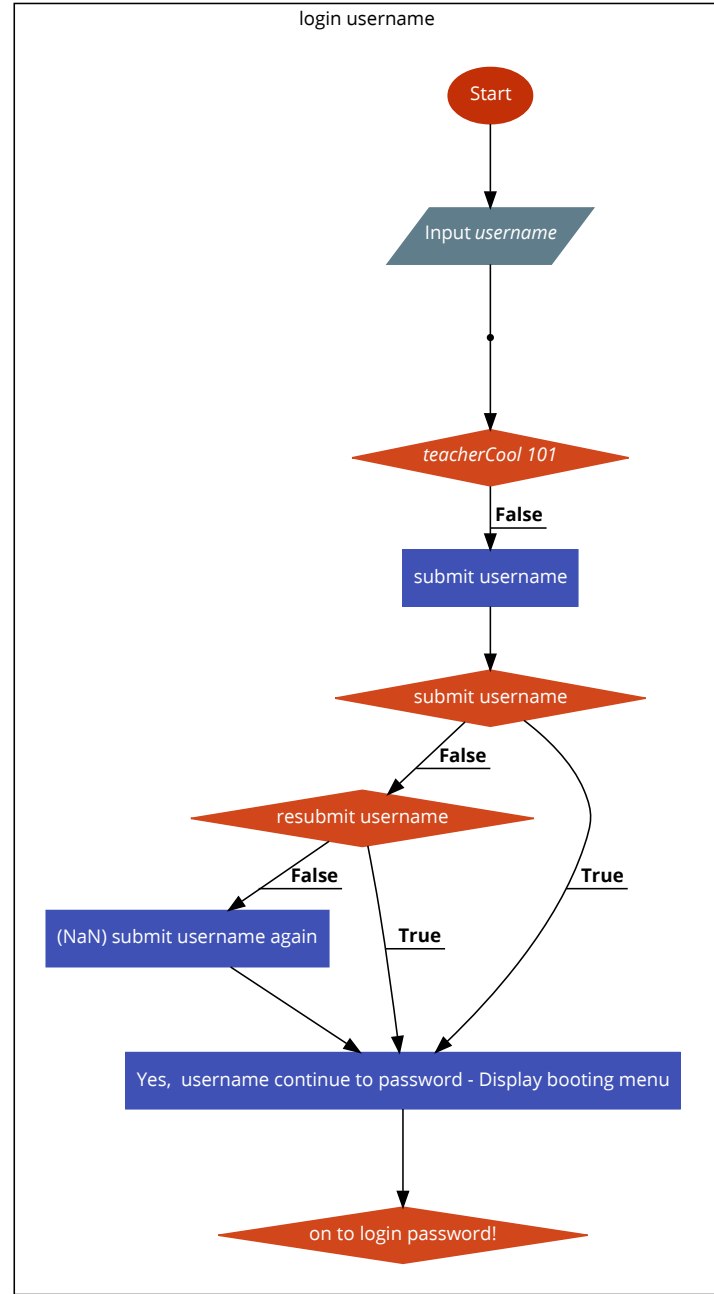 login username
Start
Input username
teacherCool 101
False
submit username
submit username
False
resubmit username
False
True
(NaN) submit username again
True
Yes,  username continue to password - Display booting menu
on to login password!